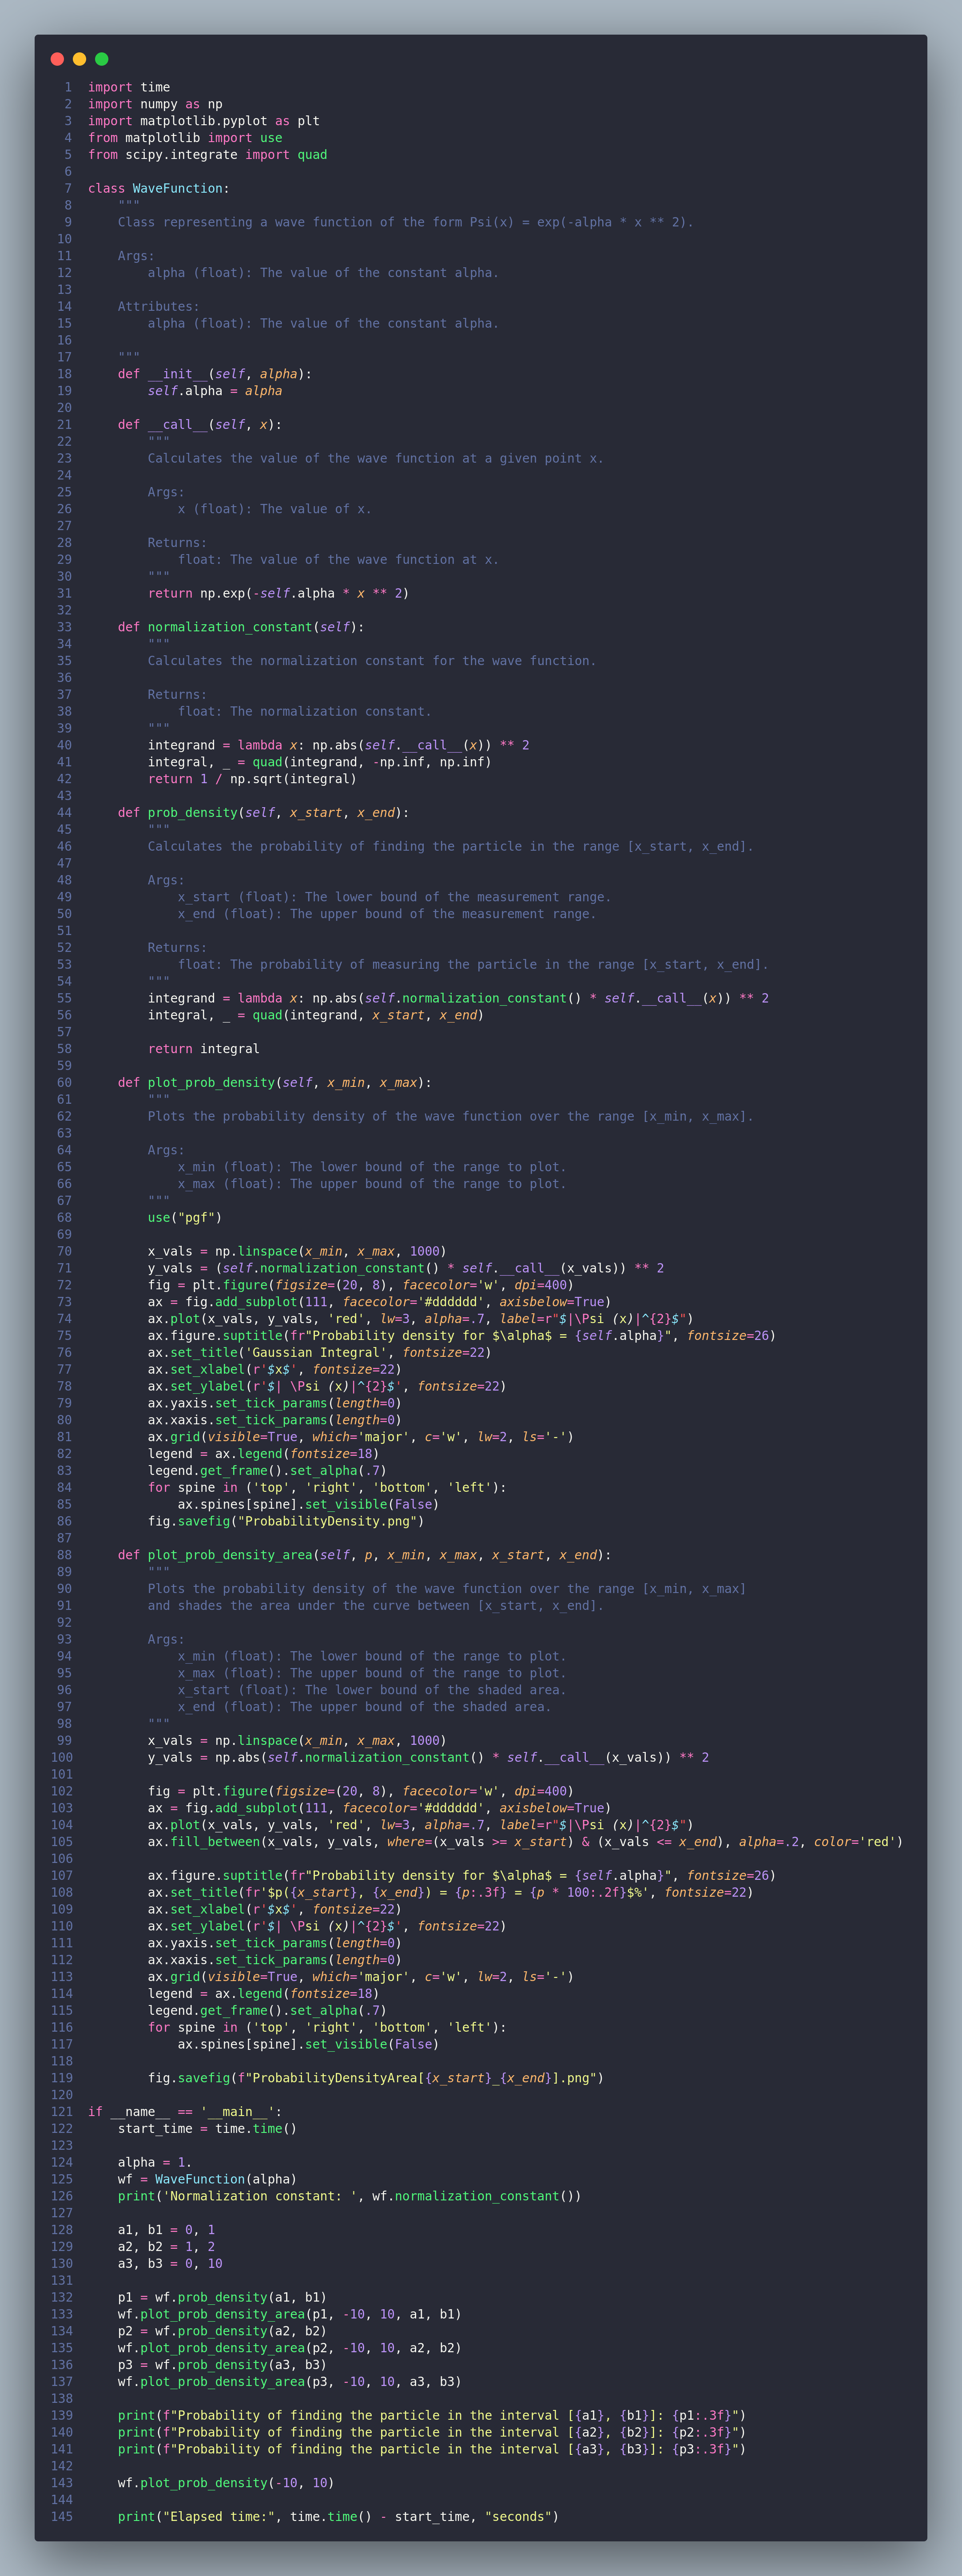 1 import time
2 import numpy as np
3 import matplotlib.pyplot as plt
4 from matplotlib import use
5 from scipy.integrate import quad
6
7 class WaveFunction:
8     """
9     Class representing a wave function of the form Psi(x) = exp(-alpha * x ** 2).
10
11     Args:
12         alpha (float): The value of the constant alpha.
13
14     Attributes:
15         alpha (float): The value of the constant alpha.
16
17     """
18     def __init__(self, alpha):
19         self.alpha = alpha
20
21     def __call__(self, x):
22         """
23         Calculates the value of the wave function at a given point x.
24
25         Args:
26             x (float): The value of x.
27
28         Returns:
29             float: The value of the wave function at x.
30         """
31         return np.exp(-self.alpha * x ** 2)
32
33     def normalization_constant(self):
34         """
35         Calculates the normalization constant for the wave function.
36
37         Returns:
38             float: The normalization constant.
39         """
40         integrand = lambda x: np.abs(self.__call__(x)) ** 2
41         integral, _ = quad(integrand, -np.inf, np.inf)
42         return 1 / np.sqrt(integral)
43
44     def prob_density(self, x_start, x_end):
45         """
46         Calculates the probability of finding the particle in the range [x_start, x_end].
47
48         Args:
49             x_start (float): The lower bound of the measurement range.
50             x_end (float): The upper bound of the measurement range.
51
52         Returns:
53             float: The probability of measuring the particle in the range [x_start, x_end].
54         """
55         integrand = lambda x: np.abs(self.normalization_constant() * self.__call__(x)) ** 2
56         integral, _ = quad(integrand, x_start, x_end)
57
58         return integral
59
60     def plot_prob_density(self, x_min, x_max):
61         """
62         Plots the probability density of the wave function over the range [x_min, x_max].
63
64         Args:
65             x_min (float): The lower bound of the range to plot.
66             x_max (float): The upper bound of the range to plot.
67         """
68         use("pgf")
69
70         x_vals = np.linspace(x_min, x_max, 1000)
71         y_vals = (self.normalization_constant() * self.__call__(x_vals)) ** 2
72         fig = plt.figure(figsize=(20, 8), facecolor='w', dpi=400)
73         ax = fig.add_subplot(111, facecolor='#dddddd', axisbelow=True)
74         ax.plot(x_vals, y_vals, 'red', lw=3, alpha=.7, label=r"$|\Psi (x)|^{2}$")
75         ax.figure.suptitle(fr"Probability density for $\alpha$ = {self.alpha}", fontsize=26)
76         ax.set_title('Gaussian Integral', fontsize=22)
77         ax.set_xlabel(r'$x$', fontsize=22)
78         ax.set_ylabel(r'$| \Psi (x)|^{2}$', fontsize=22)
79         ax.yaxis.set_tick_params(length=0)
80         ax.xaxis.set_tick_params(length=0)
81         ax.grid(visible=True, which='major', c='w', lw=2, ls='-')
82         legend = ax.legend(fontsize=18)
83         legend.get_frame().set_alpha(.7)
84         for spine in ('top', 'right', 'bottom', 'left'):
85             ax.spines[spine].set_visible(False)
86         fig.savefig("ProbabilityDensity.png")
87
88     def plot_prob_density_area(self, p, x_min, x_max, x_start, x_end):
89         """
90         Plots the probability density of the wave function over the range [x_min, x_max]
91         and shades the area under the curve between [x_start, x_end].
92
93         Args:
94             x_min (float): The lower bound of the range to plot.
95             x_max (float): The upper bound of the range to plot.
96             x_start (float): The lower bound of the shaded area.
97             x_end (float): The upper bound of the shaded area.
98         """
99         x_vals = np.linspace(x_min, x_max, 1000)
100         y_vals = np.abs(self.normalization_constant() * self.__call__(x_vals)) ** 2
101
102         fig = plt.figure(figsize=(20, 8), facecolor='w', dpi=400)
103         ax = fig.add_subplot(111, facecolor='#dddddd', axisbelow=True)
104         ax.plot(x_vals, y_vals, 'red', lw=3, alpha=.7, label=r"$|\Psi (x)|^{2}$")
105         ax.fill_between(x_vals, y_vals, where=(x_vals >= x_start) & (x_vals <= x_end), alpha=.2, color='red')
106
107         ax.figure.suptitle(fr"Probability density for $\alpha$ = {self.alpha}", fontsize=26)
108         ax.set_title(fr'$p({x_start}, {x_end}) = {p:.3f} = {p * 100:.2f}$%', fontsize=22)
109         ax.set_xlabel(r'$x$', fontsize=22)
110         ax.set_ylabel(r'$| \Psi (x)|^{2}$', fontsize=22)
111         ax.yaxis.set_tick_params(length=0)
112         ax.xaxis.set_tick_params(length=0)
113         ax.grid(visible=True, which='major', c='w', lw=2, ls='-')
114         legend = ax.legend(fontsize=18)
115         legend.get_frame().set_alpha(.7)
116         for spine in ('top', 'right', 'bottom', 'left'):
117             ax.spines[spine].set_visible(False)
118
119         fig.savefig(f"ProbabilityDensityArea[{x_start}_{x_end}].png")
120
121 if __name__ == '__main__':
122     start_time = time.time()
123
124     alpha = 1.
125     wf = WaveFunction(alpha)
126     print('Normalization constant: ', wf.normalization_constant())
127
128     a1, b1 = 0, 1
129     a2, b2 = 1, 2
130     a3, b3 = 0, 10
131
132     p1 = wf.prob_density(a1, b1)
133     wf.plot_prob_density_area(p1, -10, 10, a1, b1)
134     p2 = wf.prob_density(a2, b2)
135     wf.plot_prob_density_area(p2, -10, 10, a2, b2)
136     p3 = wf.prob_density(a3, b3)
137     wf.plot_prob_density_area(p3, -10, 10, a3, b3)
138
139     print(f"Probability of finding the particle in the interval [{a1}, {b1}]: {p1:.3f}")
140     print(f"Probability of finding the particle in the interval [{a2}, {b2}]: {p2:.3f}")
141     print(f"Probability of finding the particle in the interval [{a3}, {b3}]: {p3:.3f}")
142
143     wf.plot_prob_density(-10, 10)
144
145     print("Elapsed time:", time.time() - start_time, "seconds")